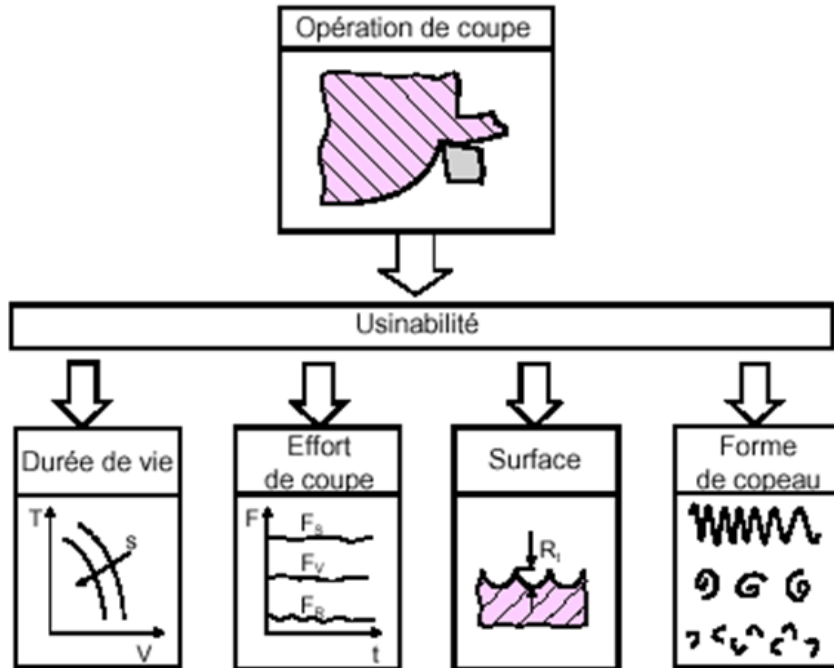 Opération de coupe
Usinabilité
Durée de vie
T
s
V
Effort
de coupe
F
Fs
Fv
FR
t
Surface
Rt
Forme
de copeau